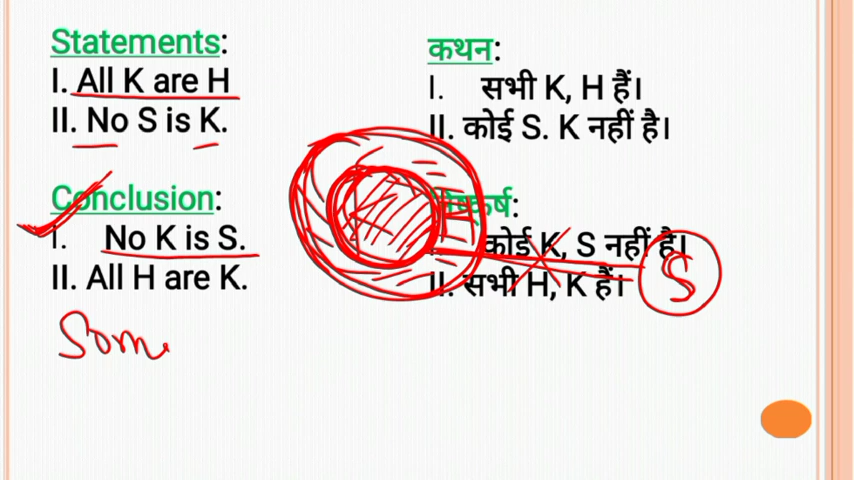 Statements:
I. All K are H
II. No S is K.
Conclusion:
I. No K is S.
II. All H are K.
Som
कथन:
I. सभी K, H हैं।
II. कोई S. K नहीं है।
निष्कर्ष:
कोई K, S नहीं है।
II. सभी H, K हैं।
K
H
S